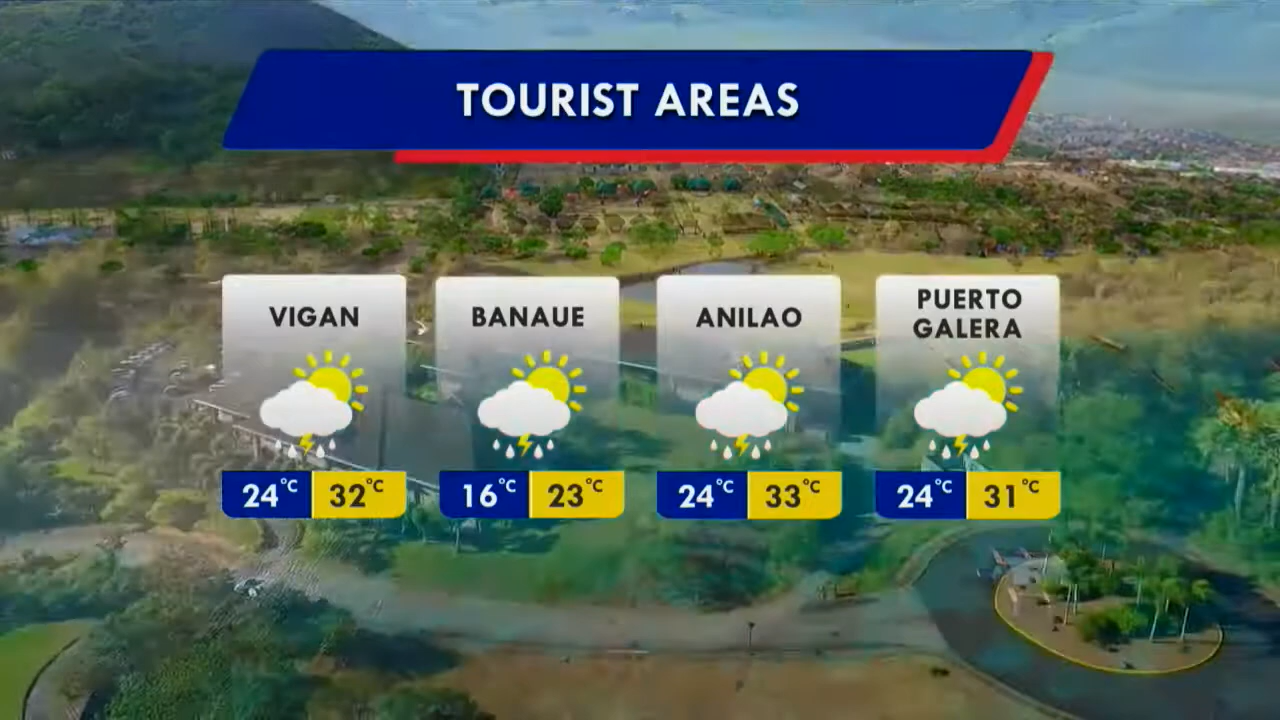 TOURIST AREAS
VIGAN
24°C 32°C
BANAUE
16°C 23°C
ANILAO
24°C 33°C
PUERTO
GALERA
24°C 31°C